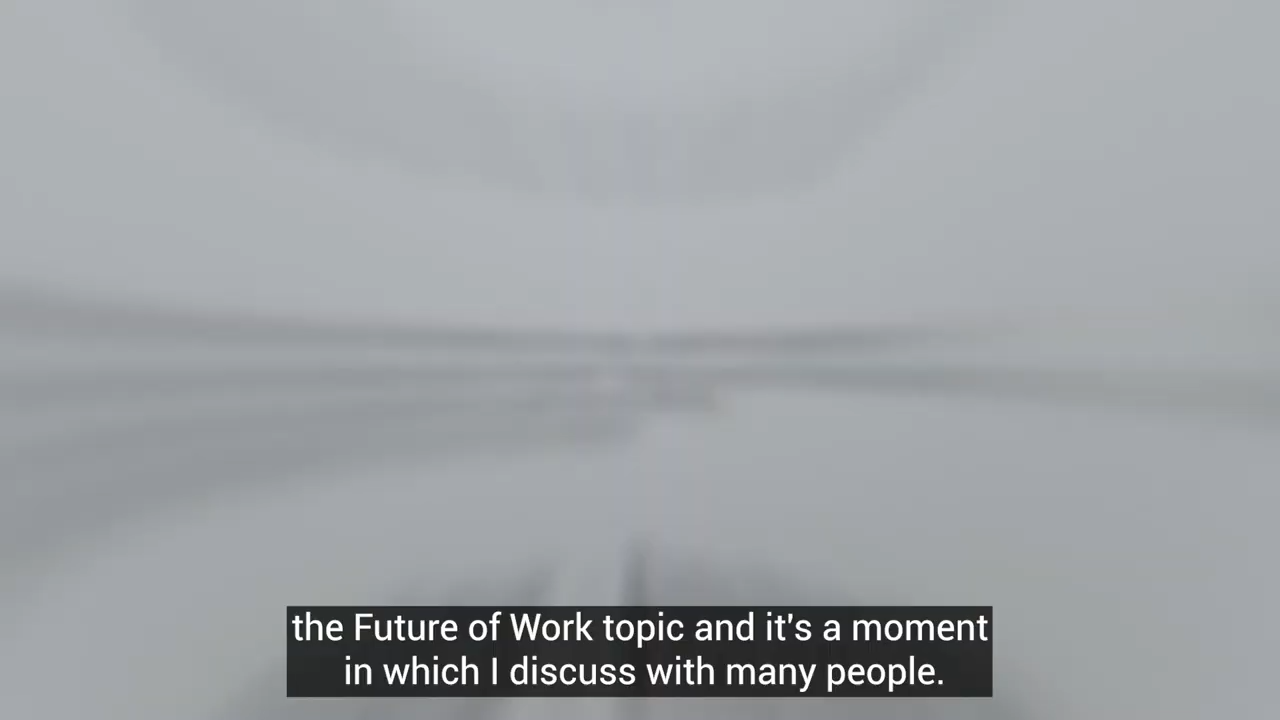 the Future of Work topic and it's a moment
in which I discuss with many people.